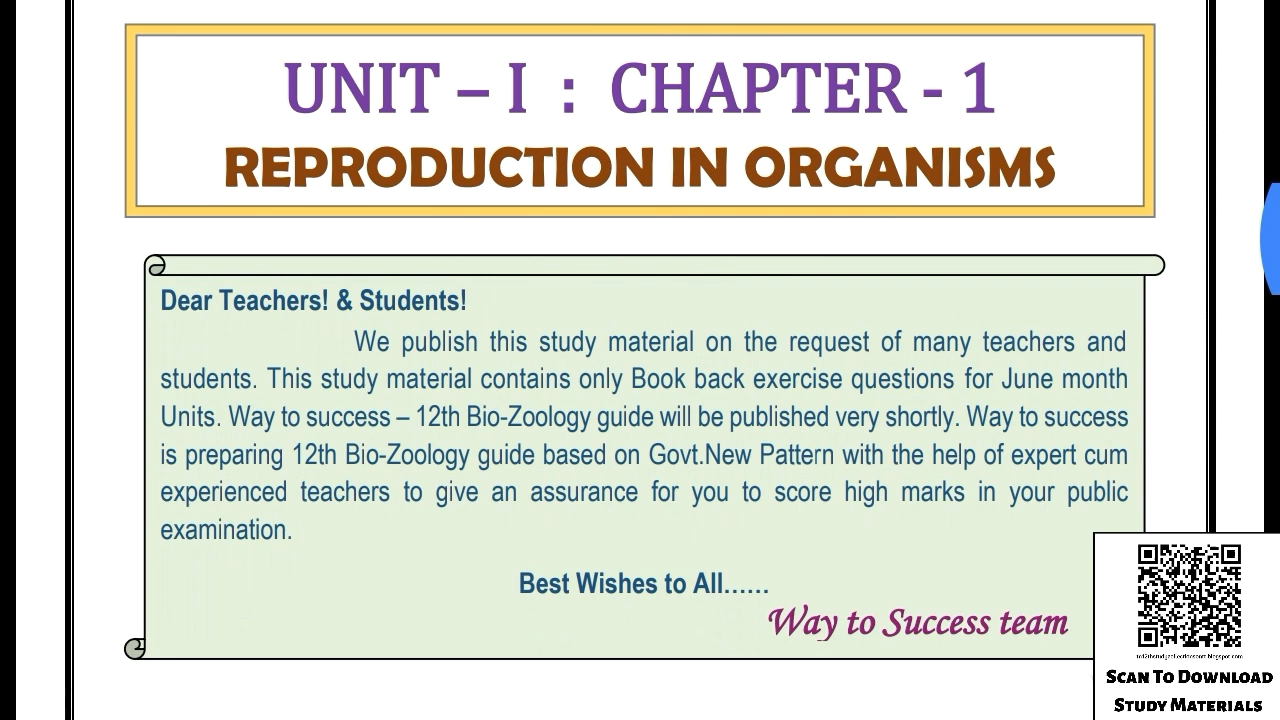 UNIT – I : CHAPTER - 1
REPRODUCTION IN ORGANISMS
Dear Teachers! & Students!
We publish this study material on the request of many teachers and
students. This study material contains only Book back exercise questions for June month
Units. Way to success – 12th Bio-Zoology guide will be published very shortly. Way to success
is preparing 12th Bio-Zoology guide based on Govt.New Pattern with the help of expert cum
experienced teachers to give an assurance for you to score high marks in your public
examination.
Best Wishes to All......
Way to Success team
SCAN TO DOWNLOAD
STUDY MATERIALS